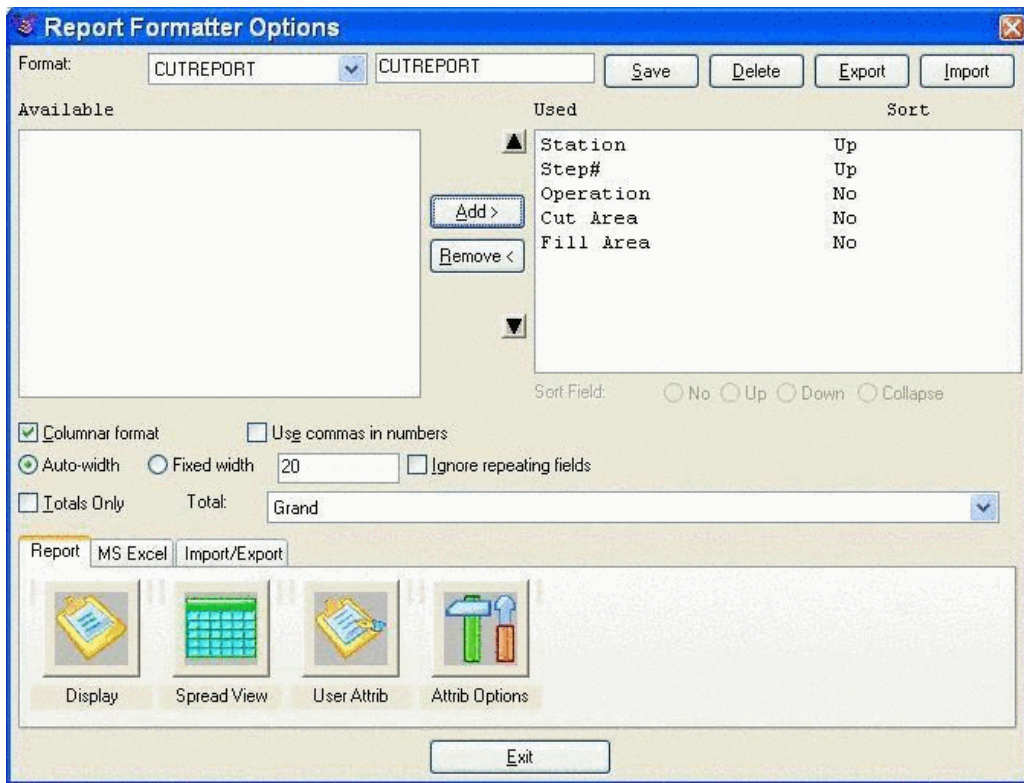 Report Formatter Options
Format: CUTREPORT CUTREPORT Save Delete Export Import
Available Used Sort
Station Up
Step# Up
Operation No
Add > Cut Area No
Fill Area No
Remove <
Sort Field: No Up Down Collapse
Columnar format Use commas in numbers
Auto-width Fixed width 20 Ignore repeating fields
Totals Only Total: Grand
Report MS Excel Import/Export
Display Spread View User Attrib Attrib Options
Exit